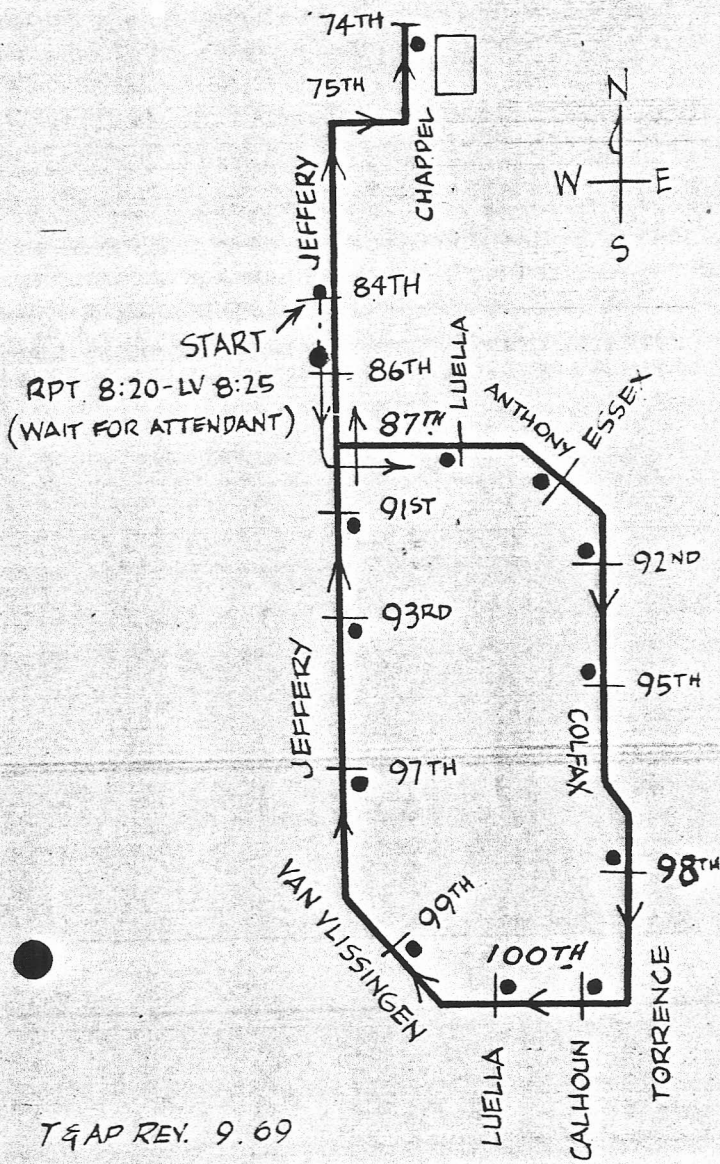 74TH
75TH
CHAPPEL
N
W E
S
JEFFERY
84TH
START
RPT. 8:20-LV 8:25
(WAIT FOR ATTENDANT)
86TH
LUELLA
87TH
ANTHONY
ESSEX
91ST
92ND
93RD
95TH
JEFFERY
COLFAX
97TH
98TH
VAN VLISSINGEN
99TH
100TH
TORRENCE
LUELLA
CALHOUN
T&AP REV. 9.69